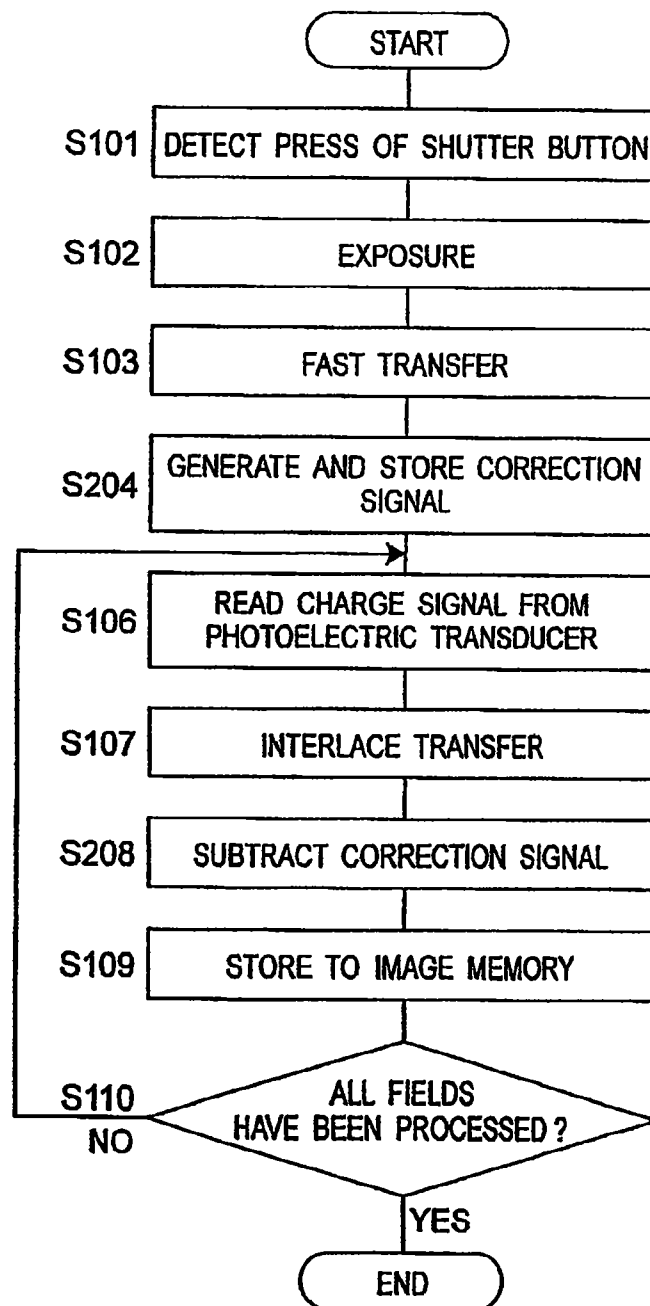 START
S101 DETECT PRESS OF SHUTTER BUTTON
S102 EXPOSURE
S103 FAST TRANSFER
S204 GENERATE AND STORE CORRECTION
SIGNAL
S106 READ CHARGE SIGNAL FROM
PHOTOELECTRIC TRANSDUCER
S107 INTERLACE TRANSFER
S208 SUBTRACT CORRECTION SIGNAL
S109 STORE TO IMAGE MEMORY
S110 ALL FIELDS
HAVE BEEN PROCESSED?
NO
YES
END